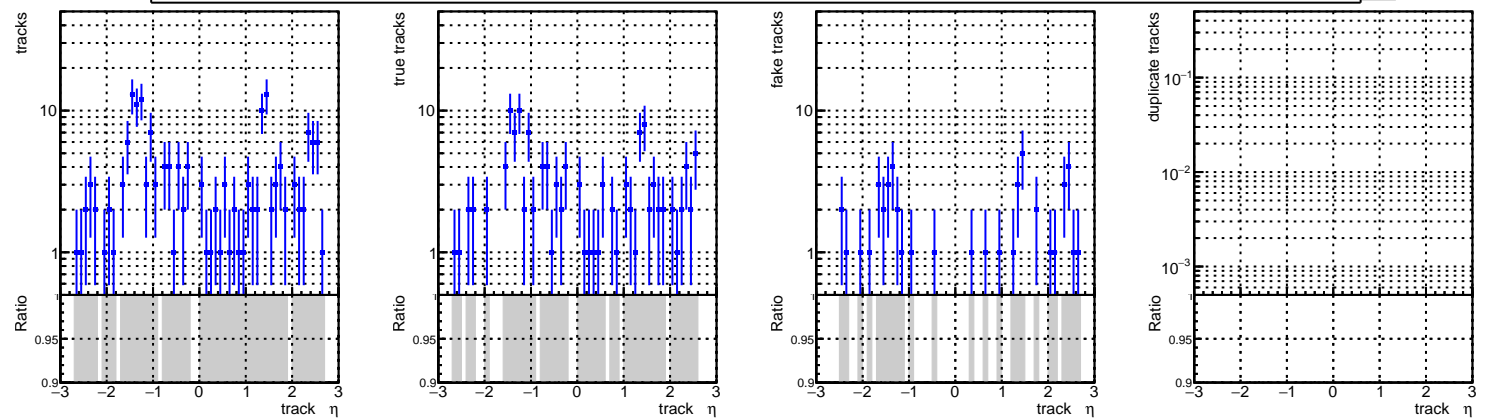 tracks
10
1
1
Ratio
0.95
0.9
−3 −2 −1 0 1 2 3
track η
true tracks
10
1
1
Ratio
0.95
0.9
−3 −2 −1 0 1 2 3
track η
fake tracks
10
1
1
Ratio
0.95
0.9
−3 −2 −1 0 1 2 3
track η
duplicate tracks
10−1
10−2
10−3
1
Ratio
0.95
0.9
−3 −2 −1 0 1 2 3
track η